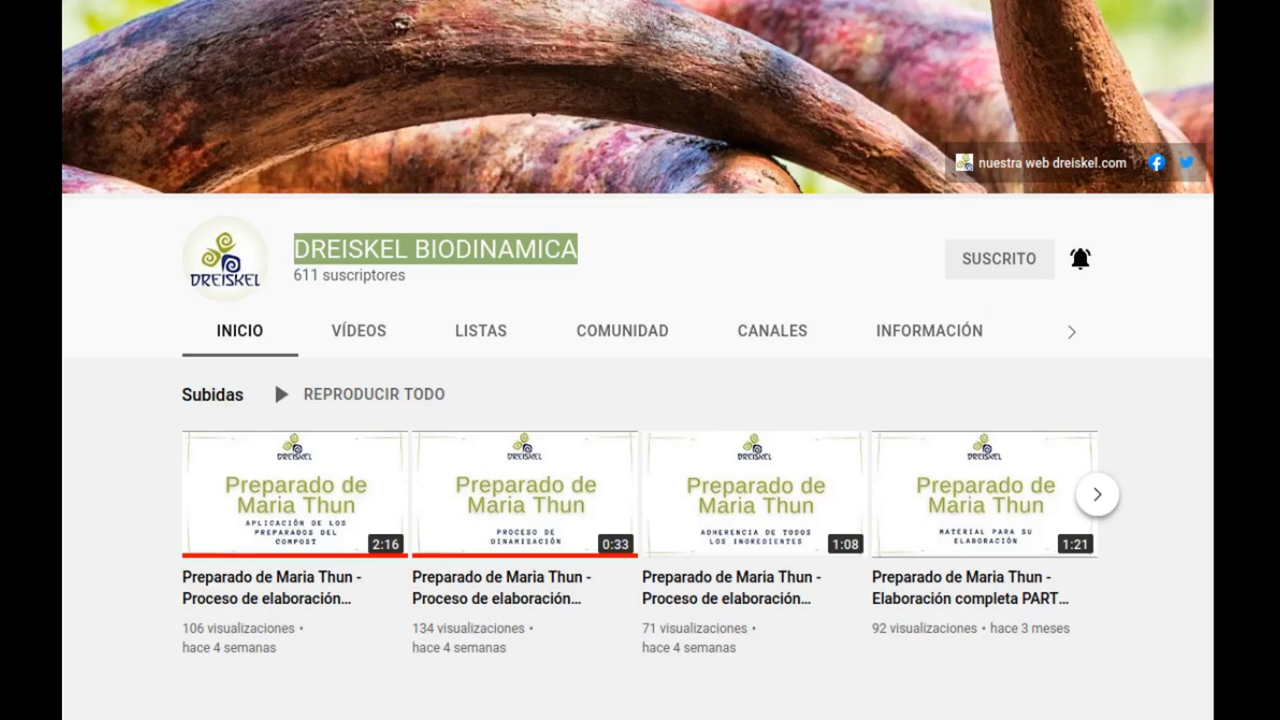 nuestra web dreiskel.com
DREISKEL
DREISKEL BIODINAMICA
611 suscriptores
SUSCRITO
INICIO
VÍDEOS
LISTAS
COMUNIDAD
CANALES
INFORMACIÓN
Subidas
REPRODUCIR TODO
DREISKEL
Preparado de
Maria Thun
APLICACIÓN DE LOS
PREPARADOS DEL
COMPOST
2:16
Preparado de Maria Thun -
Proceso de elaboración...
106 visualizaciones •
hace 4 semanas
DREISKEL
Preparado de
Maria Thun
PROCESO DE
DINAMIZACIÓN
0:33
Preparado de Maria Thun -
Proceso de elaboración...
134 visualizaciones •
hace 4 semanas
DREISKEL
Preparado de
Maria Thun
ADHERENCIA DE TODOS
LOS INGREDIENTES
1:08
Preparado de Maria Thun -
Proceso de elaboración...
71 visualizaciones •
hace 4 semanas
DREISKEL
Preparado de
Maria Thun
MATERIAL PARA SU
ELABORACIÓN
1:21
Preparado de Maria Thun -
Elaboración completa PART...
92 visualizaciones • hace 3 meses